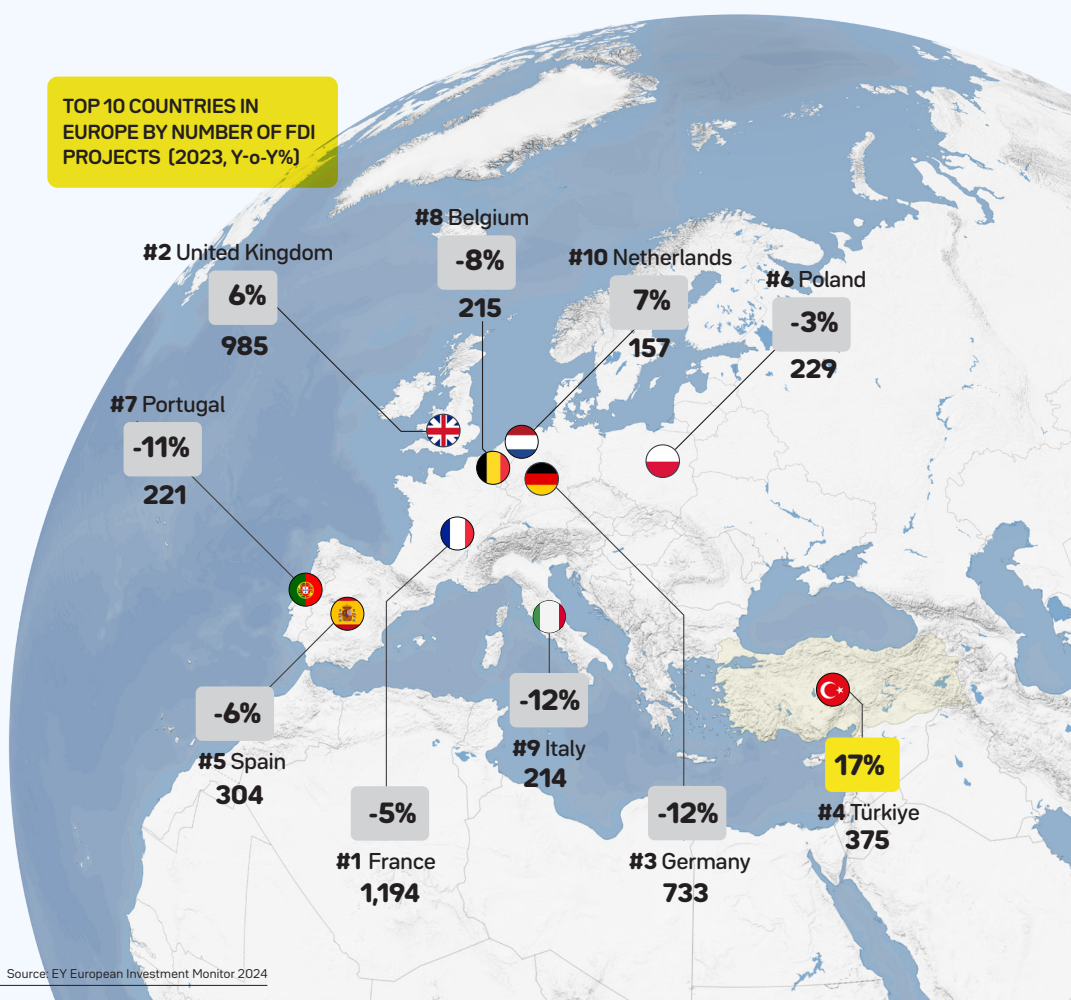 TOP 10 COUNTRIES IN
EUROPE BY NUMBER OF FDI
PROJECTS (2023, Y-o-Y%)
#8 Belgium
-8%
215
#2 United Kingdom
6%
985
#10 Netherlands
7%
157
#6 Poland
-3%
229
#7 Portugal
-11%
221
-6%
#5 Spain
304
-12%
#9 Italy
214
17%
#4 Türkiye
375
-5%
#1 France
1,194
-12%
#3 Germany
733
Source: EY European Investment Monitor 2024